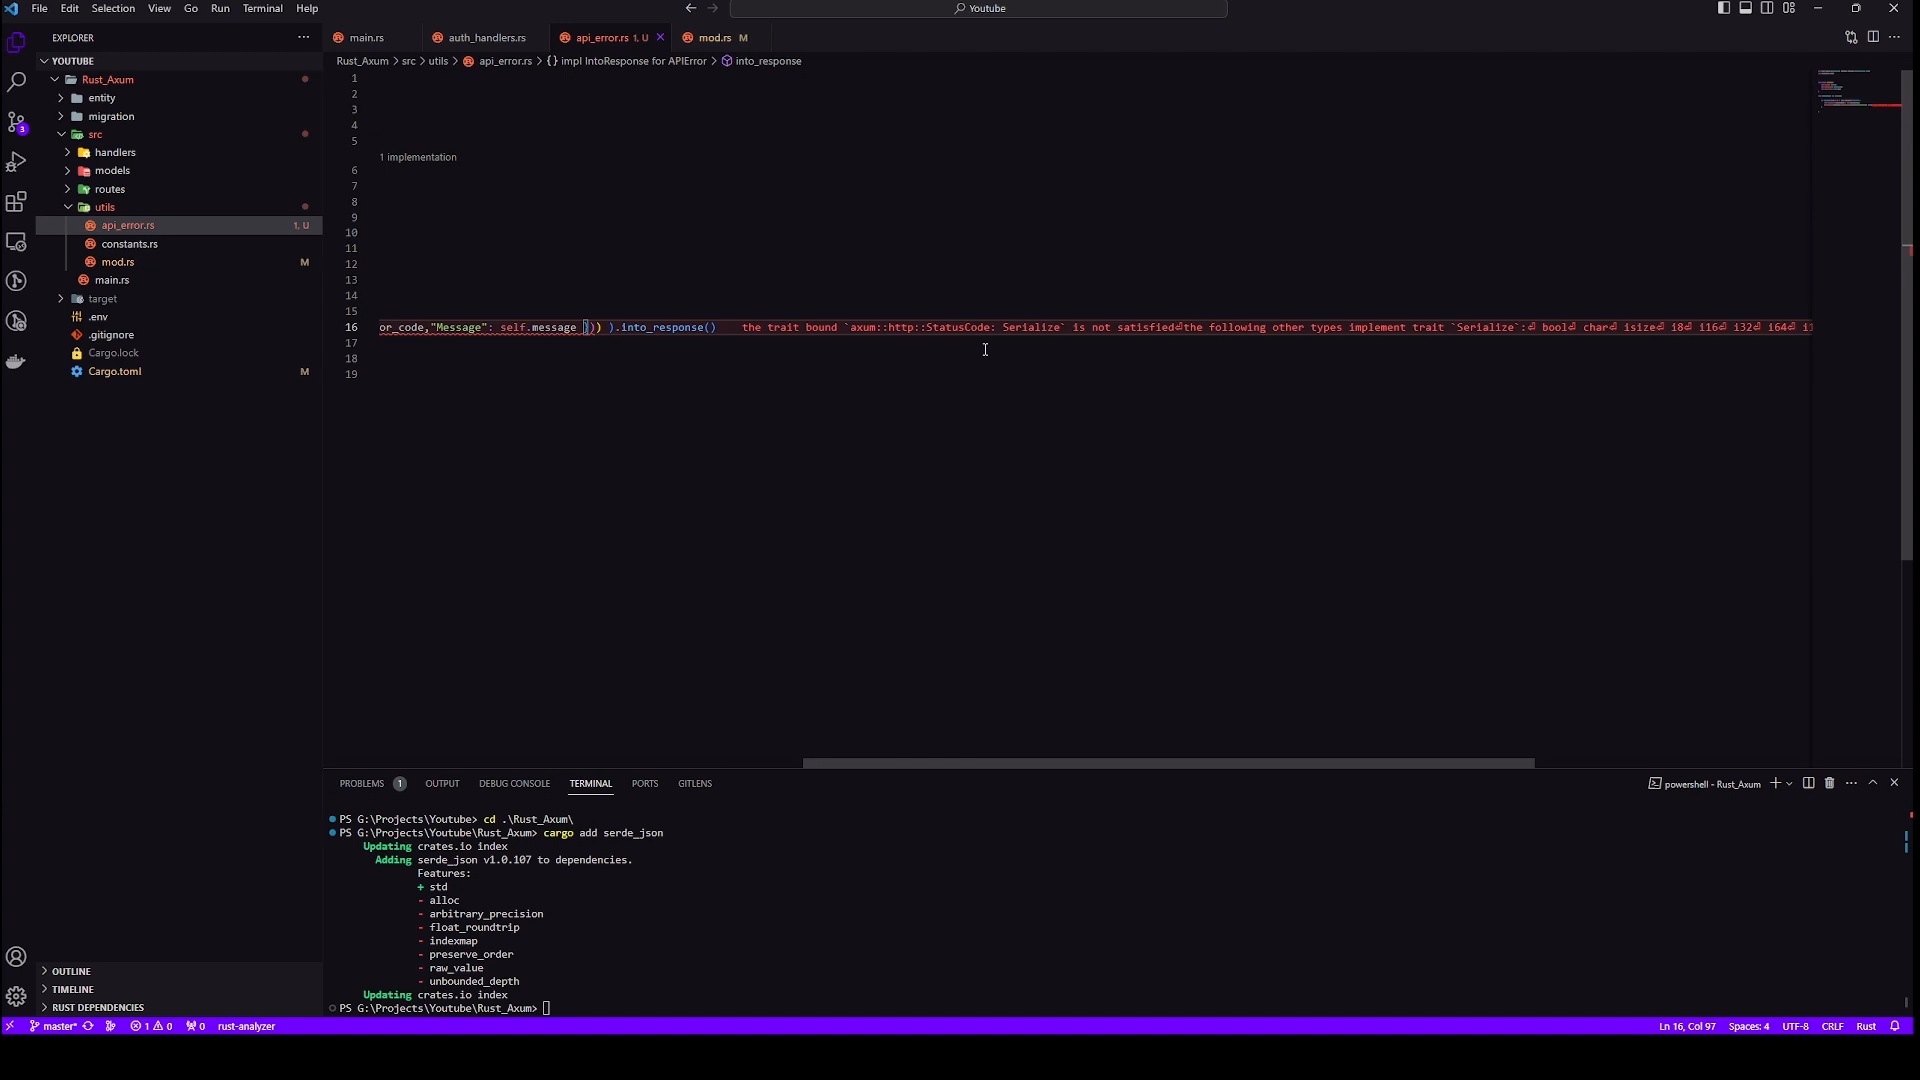 File Edit Selection View Go Run Terminal Help
Youtube
EXPLORER
YOUTUBE
Rust_Axum
entity
migration
src
handlers
models
routes
utils
api_error.rs 1, U
constants.rs
mod.rs M
main.rs
target
.env
.gitignore
Cargo.lock
Cargo.toml M
OUTLINE
TIMELINE
RUST DEPENDENCIES
main.rs auth_handlers.rs api_error.rs 1, U mod.rs M
Rust_Axum > src > utils > api_error.rs > {} impl IntoResponse for APIError > into_response
1
2
3
4
5
1 implementation
6
7
8
9
10
11
12
13
14
15
16 or_code,"Message": self.message })) ).into_response() the trait bound `axum::http::StatusCode: Serialize` is not satisfied⏎the following other types implement trait `Serialize`:⏎ bool⏎ char⏎ isize⏎ i8⏎ i16⏎ i32⏎ i64⏎ i1
17
18
19
PROBLEMS 1 OUTPUT DEBUG CONSOLE TERMINAL PORTS GITLENS
powershell - Rust_Axum
PS G:\Projects\Youtube> cd .\Rust_Axum\
PS G:\Projects\Youtube\Rust_Axum> cargo add serde_json
Updating crates.io index
Adding serde_json v1.0.107 to dependencies.
Features:
+ std
- alloc
- arbitrary_precision
- float_roundtrip
- indexmap
- preserve_order
- raw_value
- unbounded_depth
Updating crates.io index
PS G:\Projects\Youtube\Rust_Axum>
3
master* 1 0 0 rust-analyzer
Ln 16, Col 97 Spaces: 4 UTF-8 CRLF Rust